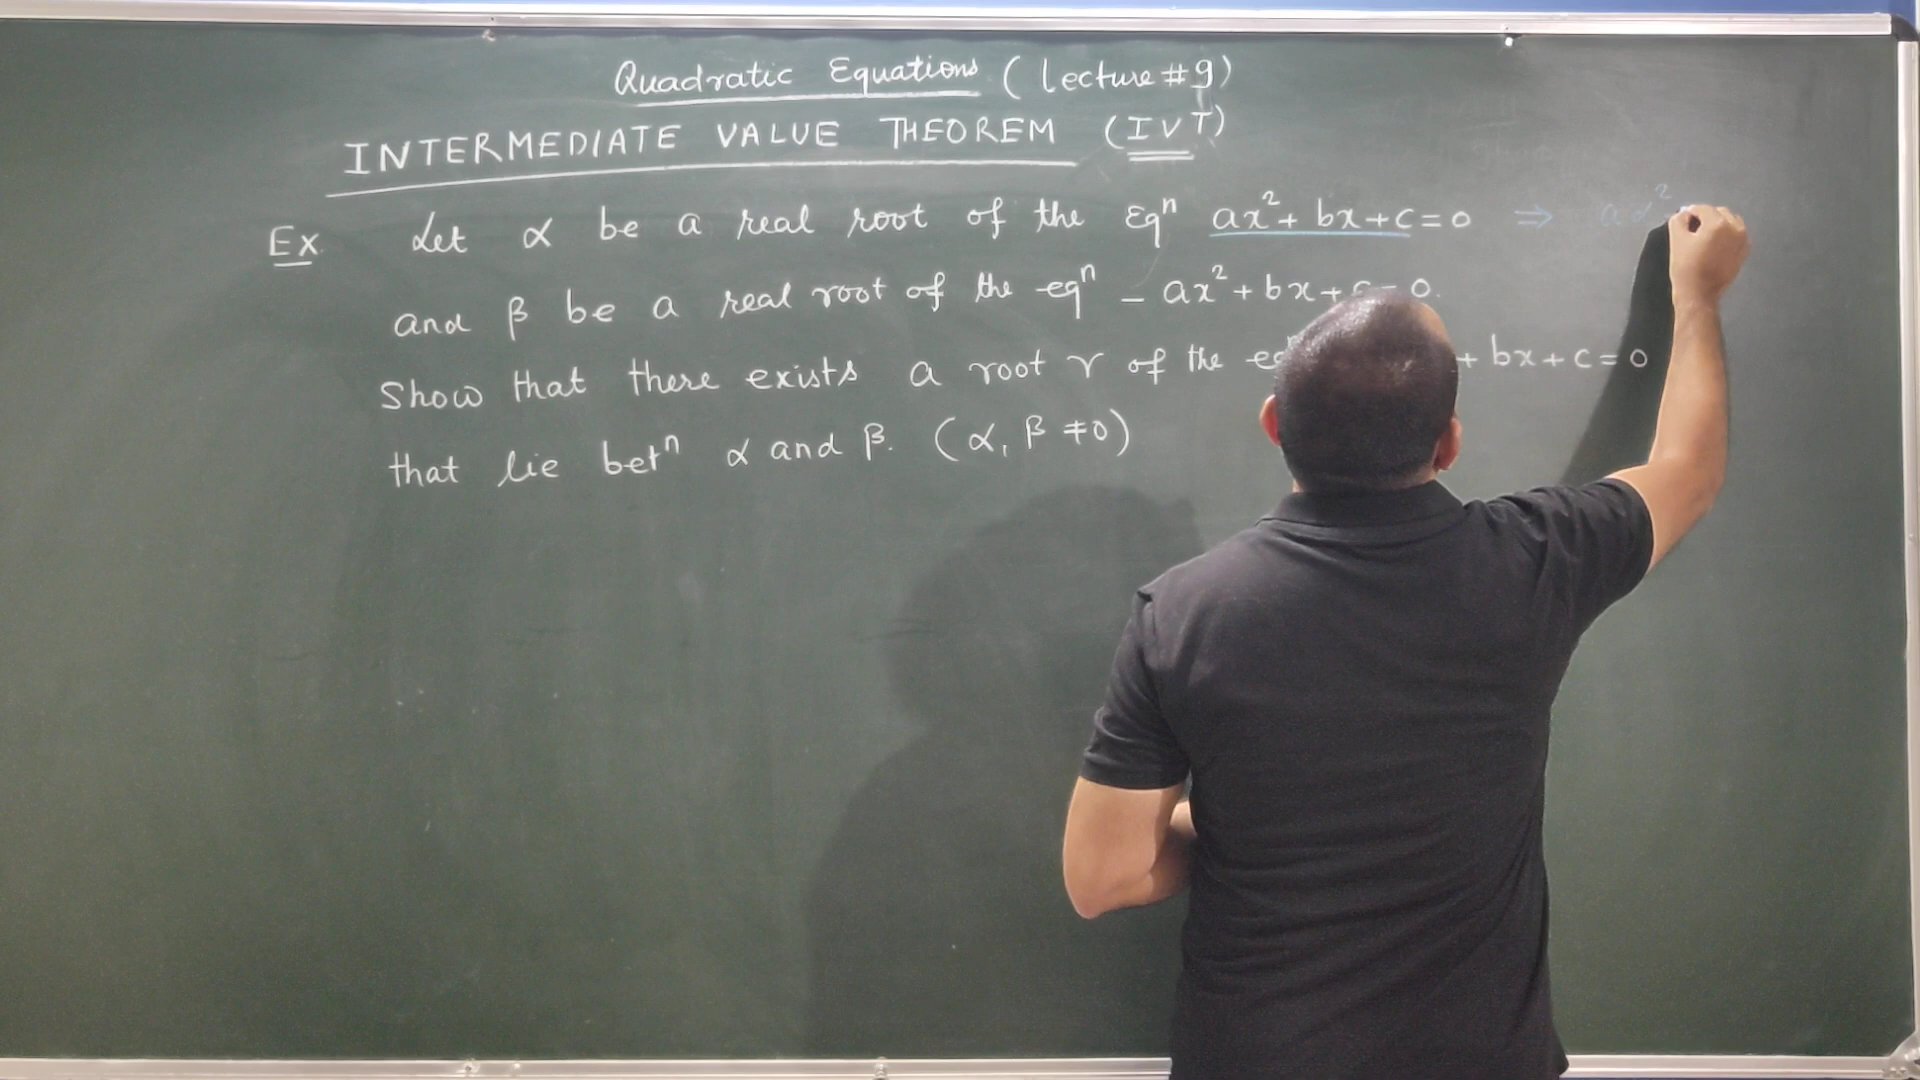 Quadratic Equations (Lecture #9)
INTERMEDIATE VALUE THEOREM (IVT)
Ex. Let α be a real root of the Eqⁿ ax² + bx + c = 0 ⇒ aα²
and β be a real root of the eqⁿ – ax² + bx + c = 0.
Show that there exists a root γ of the + bx + c = 0
that lie betⁿ α and β. (α, β ≠ 0)